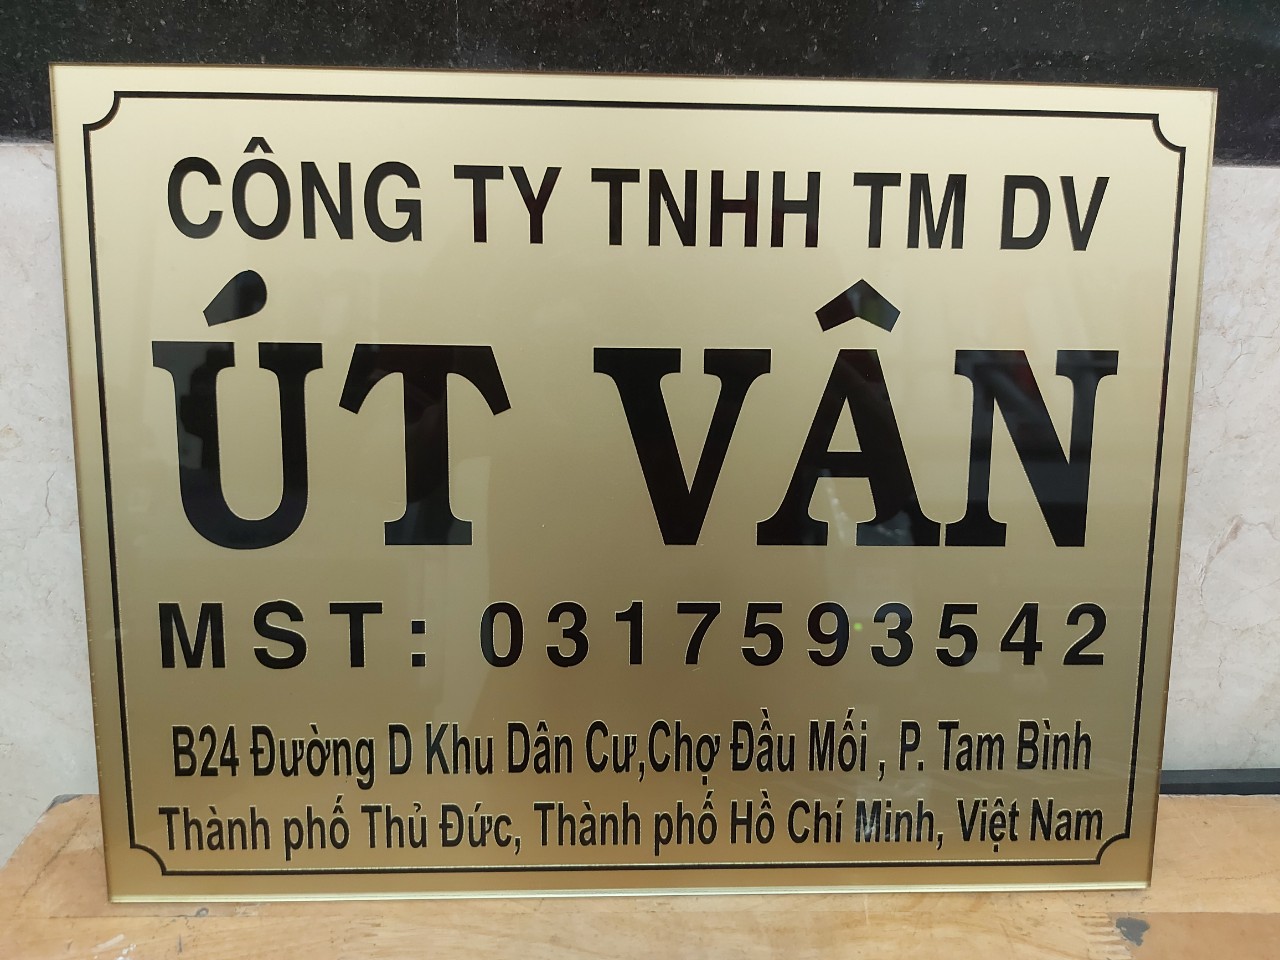 CÔNG TY TNHH TM DV
ÚT VÂN
MST: 0317593542
B24 Đường D Khu Dân Cư,Chợ Đầu Mối , P. Tam Bình
Thành phố Thủ Đức, Thành phố Hồ Chí Minh, Việt Nam